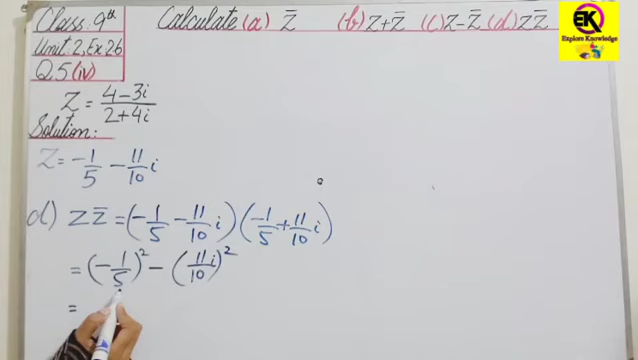 Class: 9th
Unit 2, Ex 2.6
Q.5 (iv)
Calculate (a) z̄ (b) z+z̄ (c) z-z̄ (d) zz̄
EK
Explore Knowledge
Z = (4-3i)/(2+4i)
Solution:
Z = -1/5 - 11/10 i
d) Z z̄ = (-1/5 - 11/10 i)(-1/5 + 11/10 i)
= (-1/5)² - (11/10 i)²
=